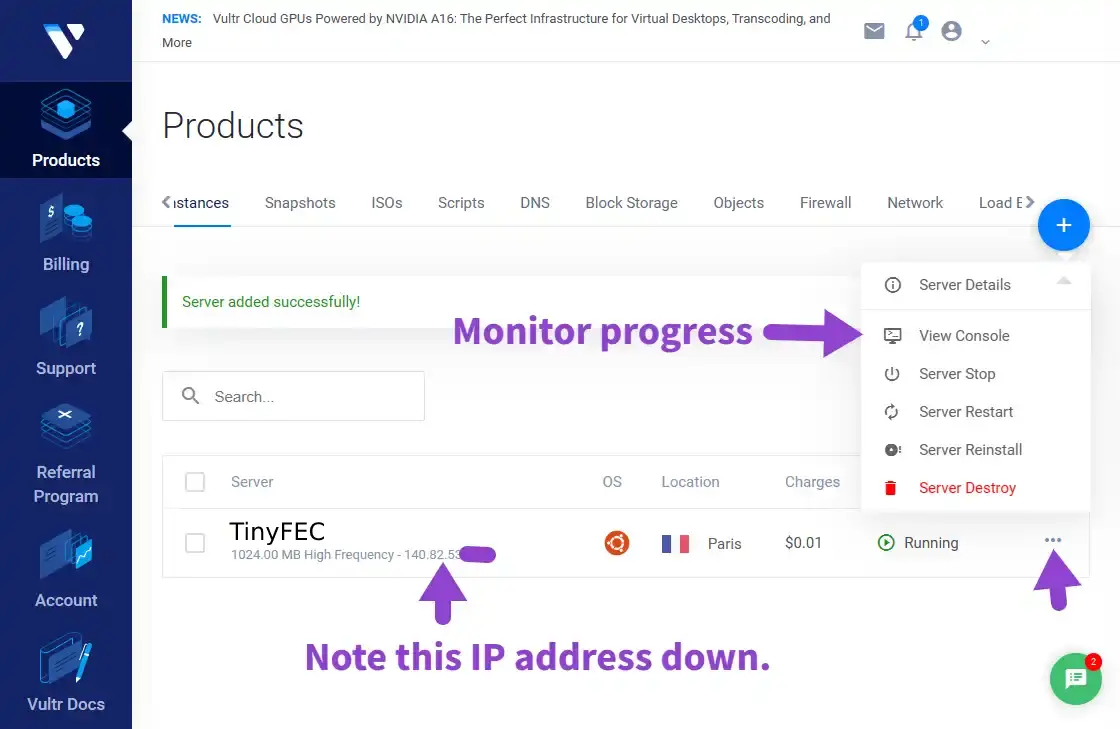 NEWS: Vultr Cloud GPUs Powered by NVIDIA A16: The Perfect Infrastructure for Virtual Desktops, Transcoding, and
More
1
Products
Products
stances Snapshots ISOs Scripts DNS Block Storage Objects Firewall Network Load
+
Billing
Server added successfully!
Server Details
Monitor progress
View Console
Support
Server Stop
Search...
Server Restart
Server Reinstall
Referral
Program
Server OS Location Charges
Server Destroy
TinyFEC
1024.00 MB High Frequency - 140.82.53
Paris $0.01 Running
Account
Note this IP address down.
2
Vultr Docs